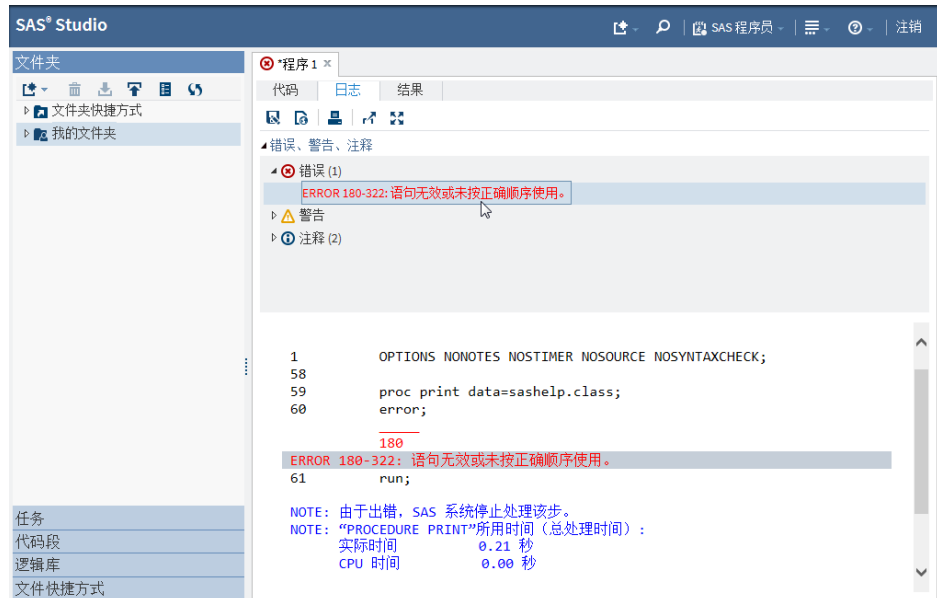 SAS® Studio
SAS 程序员
注销
文件夹
文件夹快捷方式
我的文件夹
任务
代码段
逻辑库
文件快捷方式
*程序 1 ×
代码 日志 结果
错误、警告、注释
错误 (1)
ERROR 180-322: 语句无效或未按正确顺序使用。
警告
注释 (2)
1 OPTIONS NONOTES NOSTIMER NOSOURCE NOSYNTAXCHECK;
58
59 proc print data=sashelp.class;
60 error;
_____
180
ERROR 180-322: 语句无效或未按正确顺序使用。
61 run;
NOTE: 由于出错，SAS 系统停止处理该步。
NOTE: “PROCEDURE PRINT”所用时间（总处理时间）:
实际时间 0.21 秒
CPU 时间 0.00 秒